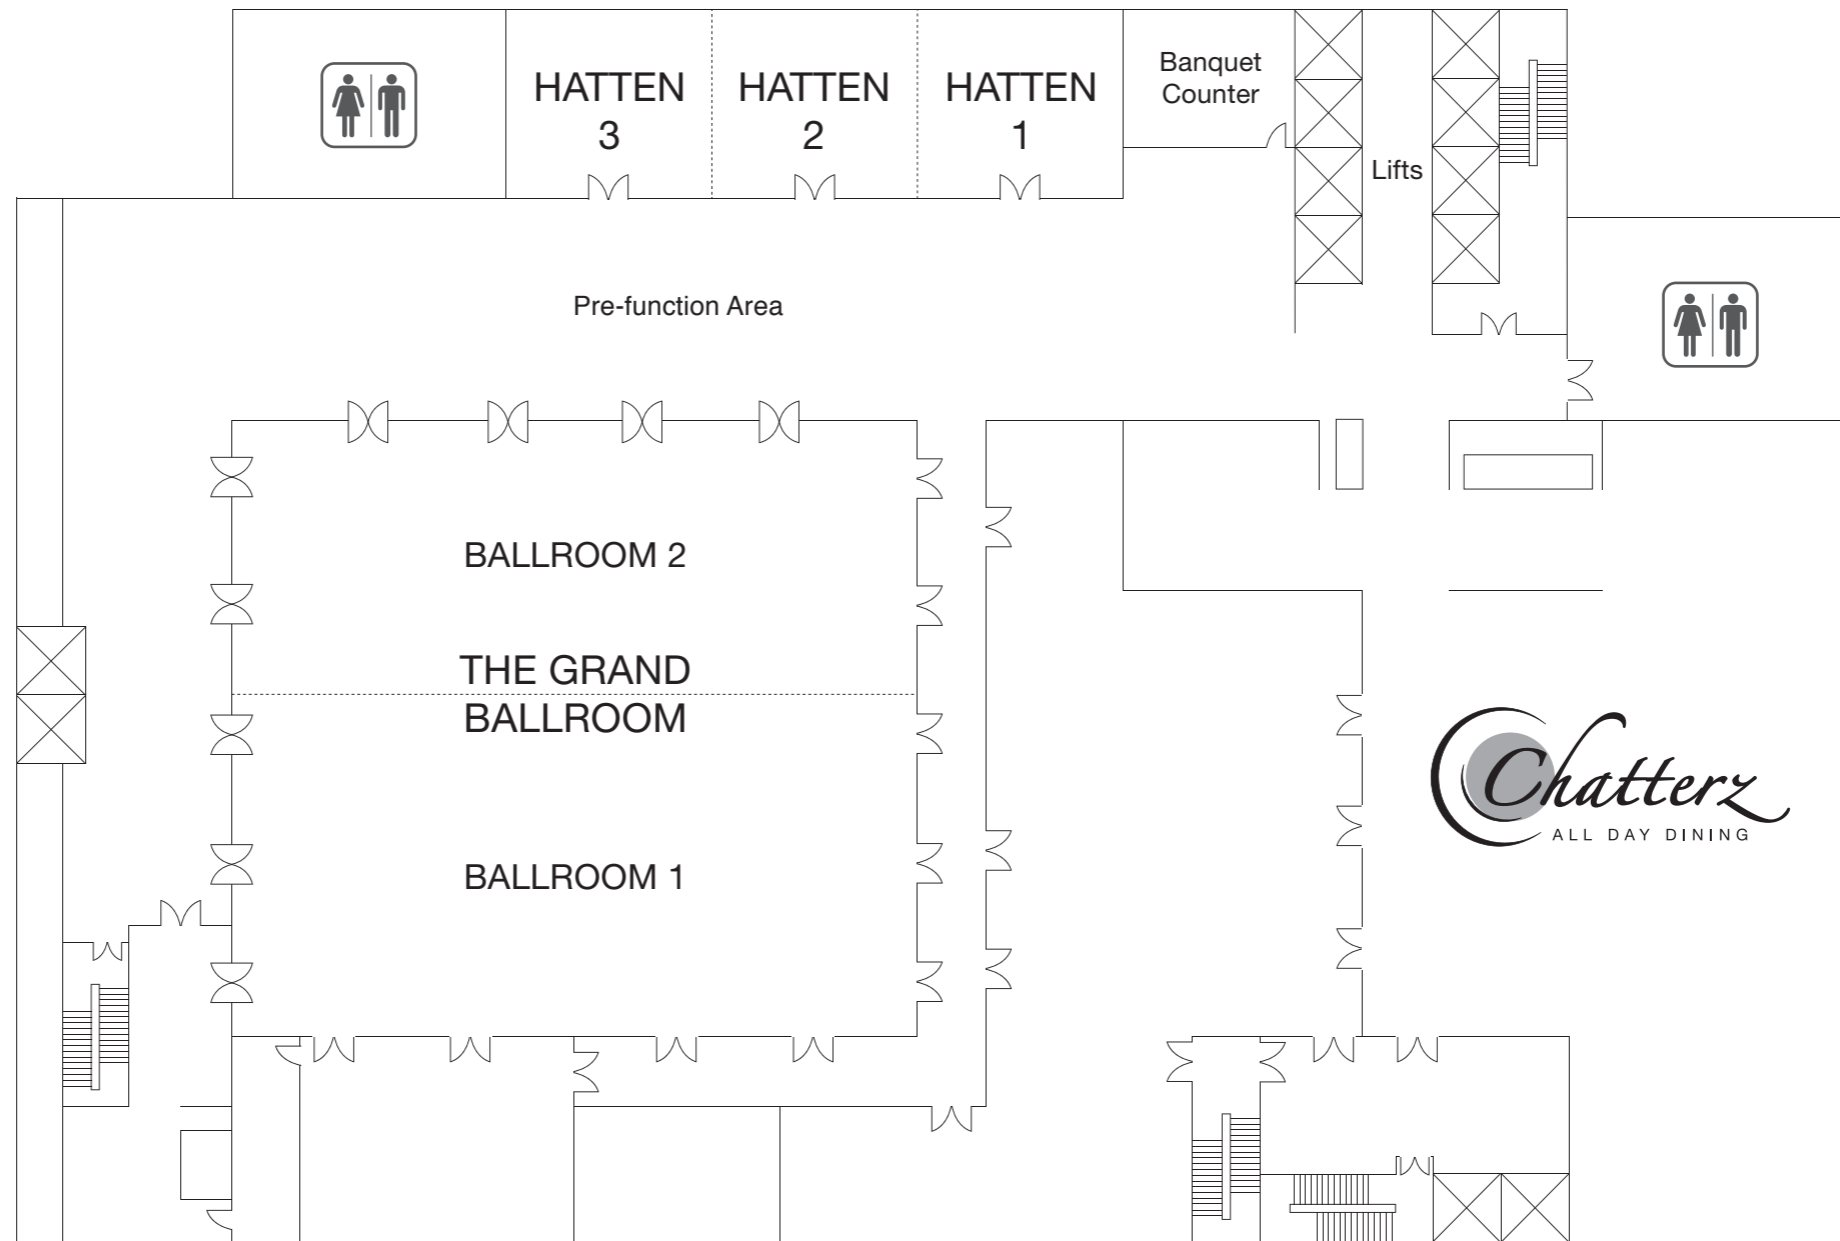 HATTEN
3
HATTEN
2
HATTEN
1
Banquet
Counter
Lifts
Pre-function Area
BALLROOM 2
THE GRAND
BALLROOM
BALLROOM 1
Chatterz
ALL DAY DINING